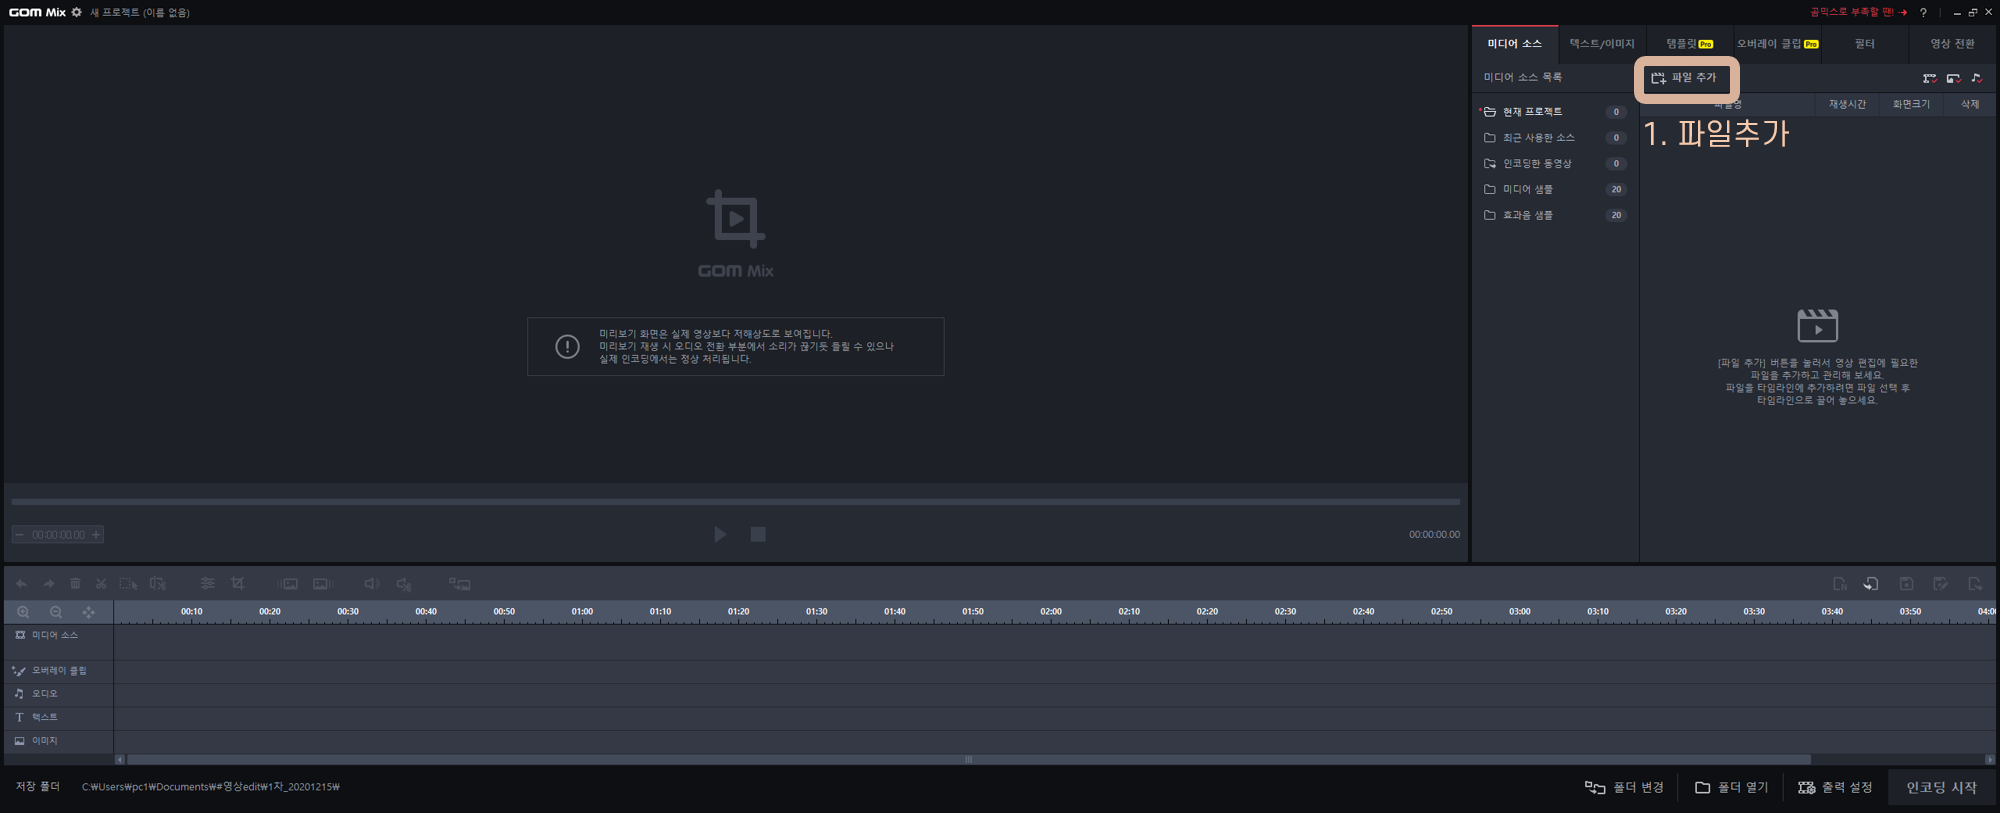 GOM Mix 새 프로젝트 (이름 없음)
곰믹스로 부족할 땐! → ?
미디어 소스 텍스트/이미지 템플릿 Pro 오버레이 클립 Pro 필터 영상 전환
미디어 소스 목록
파일 추가
파일명 재생시간 화면크기 삭제
1. 파일추가
현재 프로젝트 0
최근 사용한 소스 0
인코딩한 동영상 0
미디어 샘플 20
효과음 샘플 20
GOM Mix
미리보기 화면은 실제 영상보다 저해상도로 보여집니다.
미리보기 재생 시 오디오 전환 부분에서 소리가 끊기듯 들릴 수 있으나
실제 인코딩에서는 정상 처리됩니다.
[파일 추가] 버튼을 눌러서 영상 편집에 필요한
파일을 추가하고 관리해 보세요.
파일을 타임라인에 추가하려면 파일 선택 후
타임라인으로 끌어 놓으세요.
00:00:00.00
00:00:00.00
00:10 00:20 00:30 00:40 00:50 01:00 01:10 01:20 01:30 01:40 01:50 02:00 02:10 02:20 02:30 02:40 02:50 03:00 03:10 03:20 03:30 03:40 03:50 04:0
미디어 소스
오버레이 클립
오디오
텍스트
이미지
저장 폴더 C:₩Users₩pc1₩Documents₩#영상edit₩1차_20201215₩
폴더 변경 폴더 열기 출력 설정 인코딩 시작